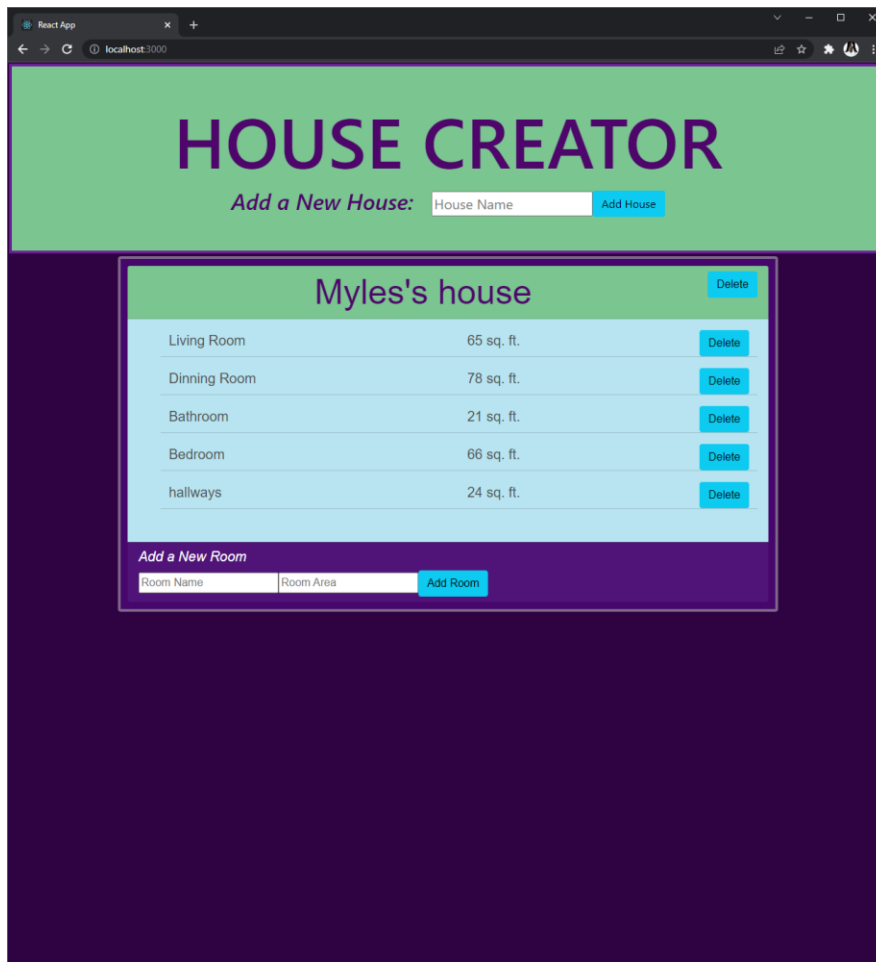 React App
localhost:3000
HOUSE CREATOR
Add a New House: House Name Add House
Myles's house Delete
Living Room 65 sq. ft. Delete
Dinning Room 78 sq. ft. Delete
Bathroom 21 sq. ft. Delete
Bedroom 66 sq. ft. Delete
hallways 24 sq. ft. Delete
Add a New Room
Room Name Room Area Add Room